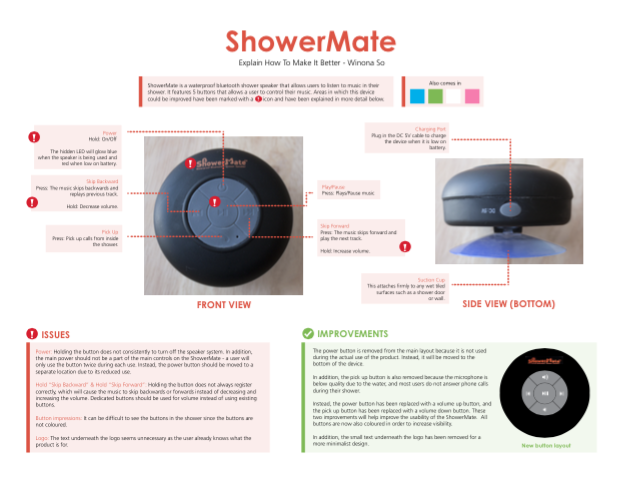 ShowerMate
Explain How To Make It Better - Winona So
ShowerMate is a waterproof bluetooth shower speaker that allows users to listen to music in their
shower. It features 5 buttons that allows a user to control their music. Areas in which this device
could be improved have been marked with a ! icon and have been explained in more detail below.
Also comes in
Power
Hold: On/Off
The hidden LED will glow blue
when the speaker is being used and
red when low on battery.
Skip Backward
Press: The music skips backwards and
replays previous track.
Hold: Decrease volume.
Pick Up
Press: Pick up calls from inside
the shower.
ShowerMate
Play/Pause
Press: Plays/Pause music
Skip Forward
Press: The music skips forward and
play the next track.
Hold: Increase volume.
Charging Port
Plug in the DC 5V cable to charge
the device when it is low on
battery.
Suction Cup
This attaches firmly to any wet tiled
surfaces such as a shower door
or wall.
FRONT VIEW
SIDE VIEW (BOTTOM)
ISSUES
Power: Holding the button does not consistently to turn off the speaker system. In addition,
the main power should not be a part of the main controls on the ShowerMate - a user will
only use the button twice during each use. Instead, the power button should be moved to a
separate location due to its reduced use.
Hold "Skip Backward" & Hold "Skip Forward": Holding the button does not always register
correctly, which will cause the music to skip backwards or forwards instead of decreasing and
increasing the volume. Dedicated buttons should be used for volume instead of using existing
buttons.
Button Impressions: It can be difficult to see the buttons in the shower since the buttons are
not coloured.
Logo: The text underneath the logo seems unnecessary as the user already knows what the
product is for.
IMPROVEMENTS
The power button is removed from the main layout because it is not used
during the actual use of the product. Instead, it will be moved to the
bottom of the device.
In addition, the pick up button is also removed because the microphone is
below quality due to the water, and most users do not answer phone calls
during their shower.
Instead, the power button has been replaced with a volume up button, and
the pick up button has been replaced with a volume down button. These
two improvements will help improve the usability of the ShowerMate. All
buttons are now also coloured in order to increase visibility.
In addition, the small text underneath the logo has been removed for a
more minimalist design.
ShowerMate
New button layout